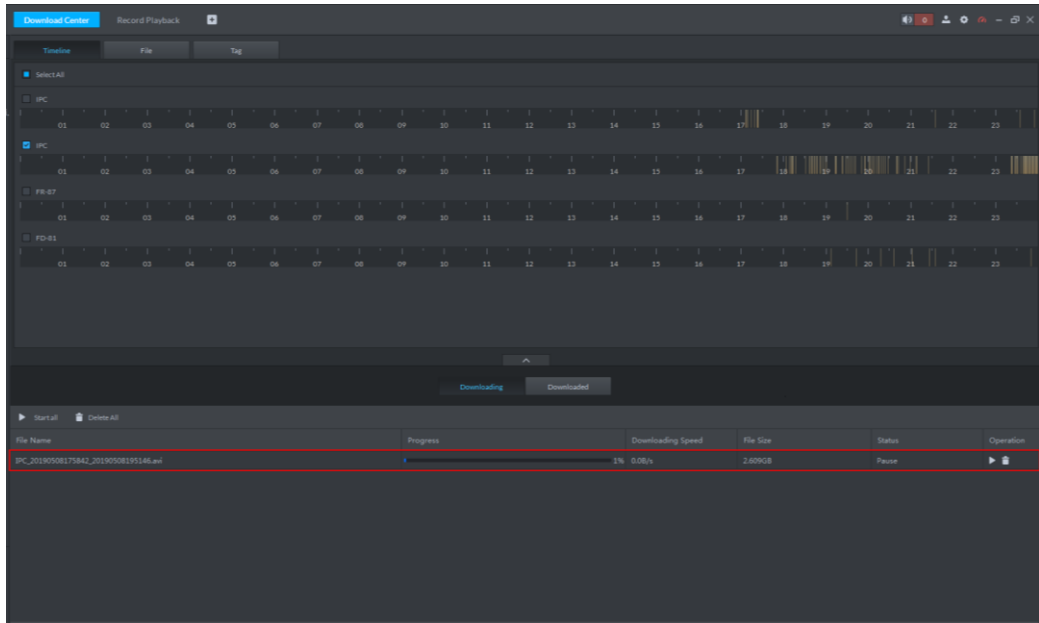 Download Center Record Playback 0
Timeline File Tag
Select All
IPC
01 02 03 04 05 06 07 08 09 10 11 12 13 14 15 16 17 18 19 20 21 22 23
IPC
01 02 03 04 05 06 07 08 09 10 11 12 13 14 15 16 17 18 19 20 21 22 23
FR-07
01 02 03 04 05 06 07 08 09 10 11 12 13 14 15 16 17 18 19 20 21 22 23
FD-01
01 02 03 04 05 06 07 08 09 10 11 12 13 14 15 16 17 18 19 20 21 22 23
Downloading Downloaded
Start all Delete All
File Name Progress Downloading Speed File Size Status Operation
IPC_20190508175842_20190508195146.avi 1% 0.0B/s 2.609GB Pause